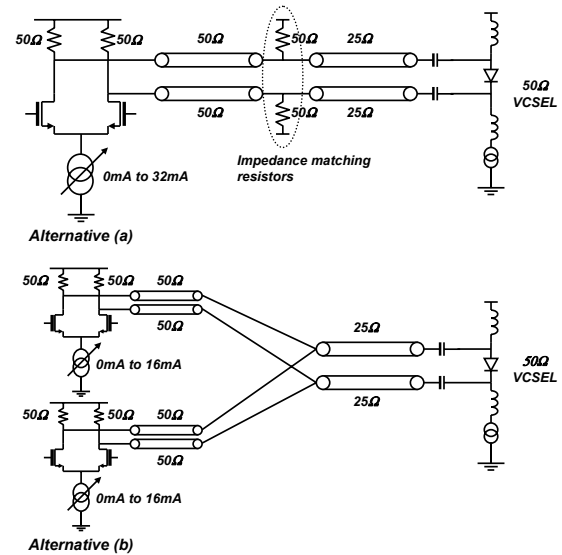 50Ω 50Ω 50Ω 50Ω 25Ω
50Ω 50Ω 25Ω
50Ω
VCSEL
Impedance matching
resistors
0mA to 32mA
Alternative (a)
50Ω 50Ω 50Ω
50Ω
25Ω
0mA to 16mA
50Ω
VCSEL
50Ω 50Ω 50Ω
25Ω
50Ω
0mA to 16mA
Alternative (b)